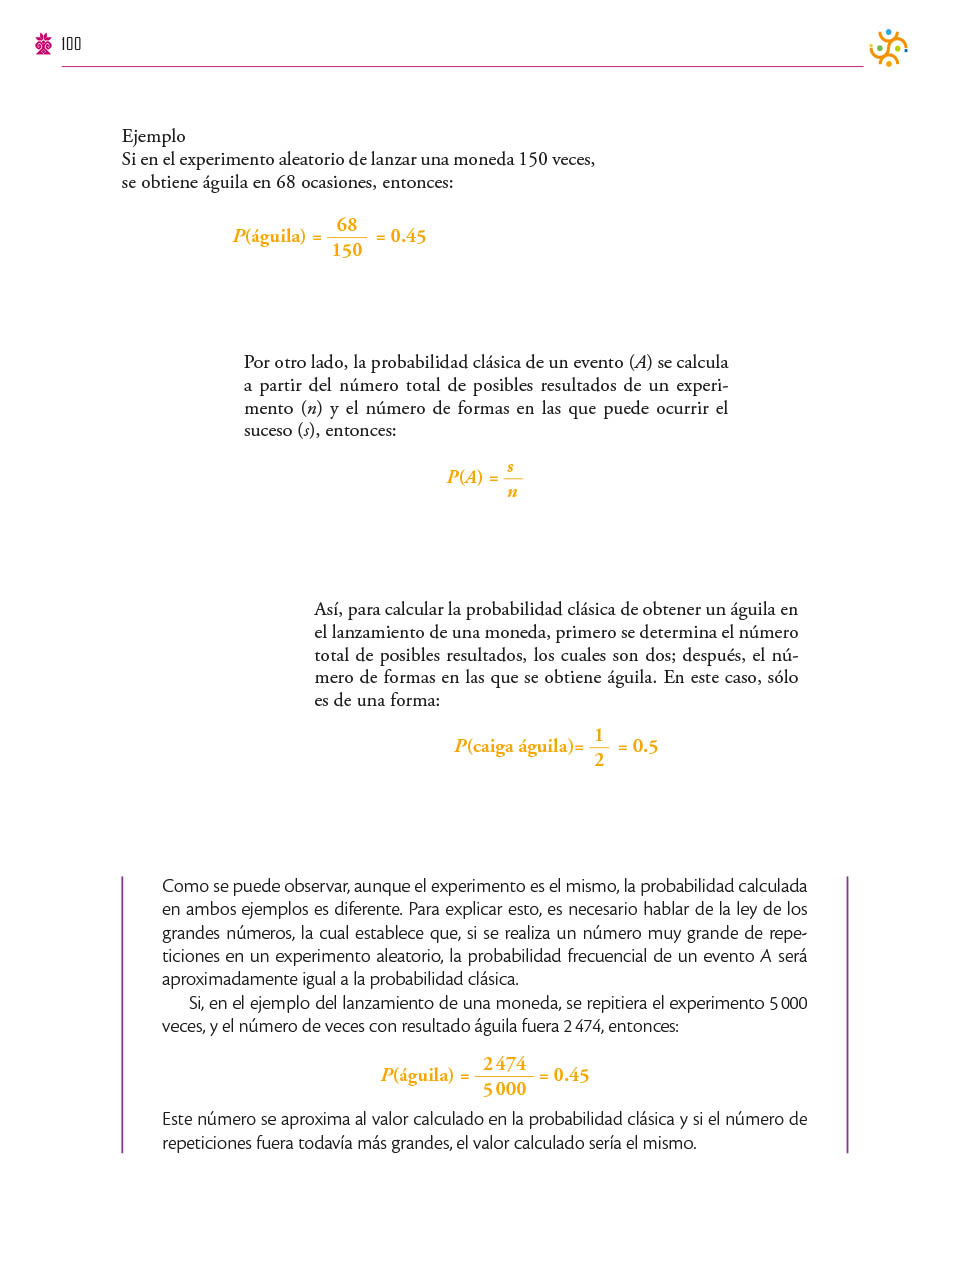 100
Ejemplo
Si en el experimento aleatorio de lanzar una moneda 150 veces,
se obtiene águila en 68 ocasiones, entonces:
P(águila) = 68/150 = 0.45
Por otro lado, la probabilidad clásica de un evento (A) se calcula
a partir del número total de posibles resultados de un experi-
mento (n) y el número de formas en las que puede ocurrir el
suceso (s), entonces:
P(A) = s/n
Así, para calcular la probabilidad clásica de obtener un águila en
el lanzamiento de una moneda, primero se determina el número
total de posibles resultados, los cuales son dos; después, el nú-
mero de formas en las que se obtiene águila. En este caso, sólo
es de una forma:
P(caiga águila)= 1/2 = 0.5
Como se puede observar, aunque el experimento es el mismo, la probabilidad calculada
en ambos ejemplos es diferente. Para explicar esto, es necesario hablar de la ley de los
grandes números, la cual establece que, si se realiza un número muy grande de repe-
ticiones en un experimento aleatorio, la probabilidad frecuencial de un evento A será
aproximadamente igual a la probabilidad clásica.
Si, en el ejemplo del lanzamiento de una moneda, se repitiera el experimento 5 000
veces, y el número de veces con resultado águila fuera 2 474, entonces:
P(águila) = 2 474/5 000 = 0.45
Este número se aproxima al valor calculado en la probabilidad clásica y si el número de
repeticiones fuera todavía más grandes, el valor calculado sería el mismo.